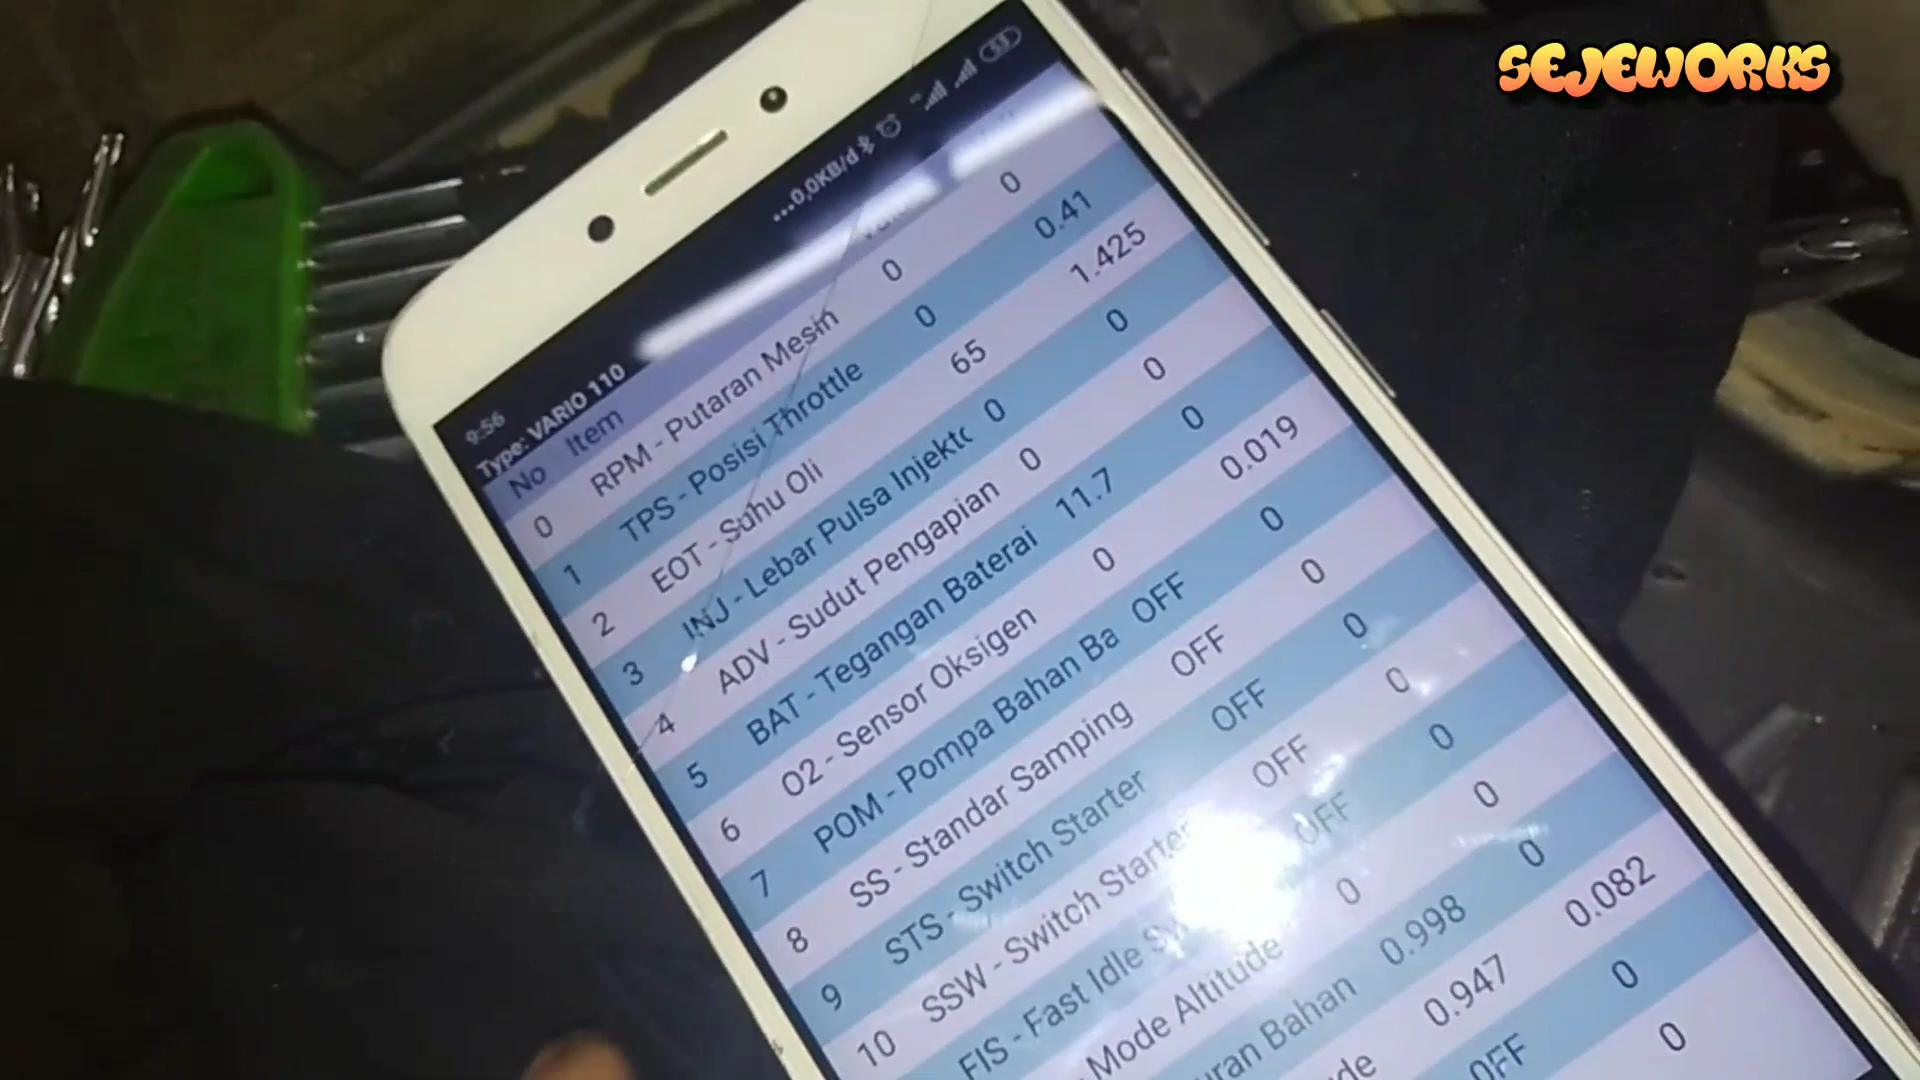 SEJEWORKS
9:56 ...0,0KB/d 53
Type: VARIO 110
No Item
0 RPM - Putaran Mesin 0 0
1 TPS - Posisi Throttle 0 0.41
2 EOT - Suhu Oli 65 1.425
3 INJ - Lebar Pulsa Injekto 0 0
4 ADV - Sudut Pengapian 0 0
5 BAT - Tegangan Baterai 11.7 0
6 O2 - Sensor Oksigen 0 0.019
7 POM - Pompa Bahan Ba OFF 0
8 SS - Standar Samping OFF 0
9 STS - Switch Starter OFF 0
10 SSW - Switch Starter OFF 0
FIS - Fast Idle OFF 0
Mode Altitude 0 0
Bahan 0.998 0
0.947 0.082
OFF 0
0